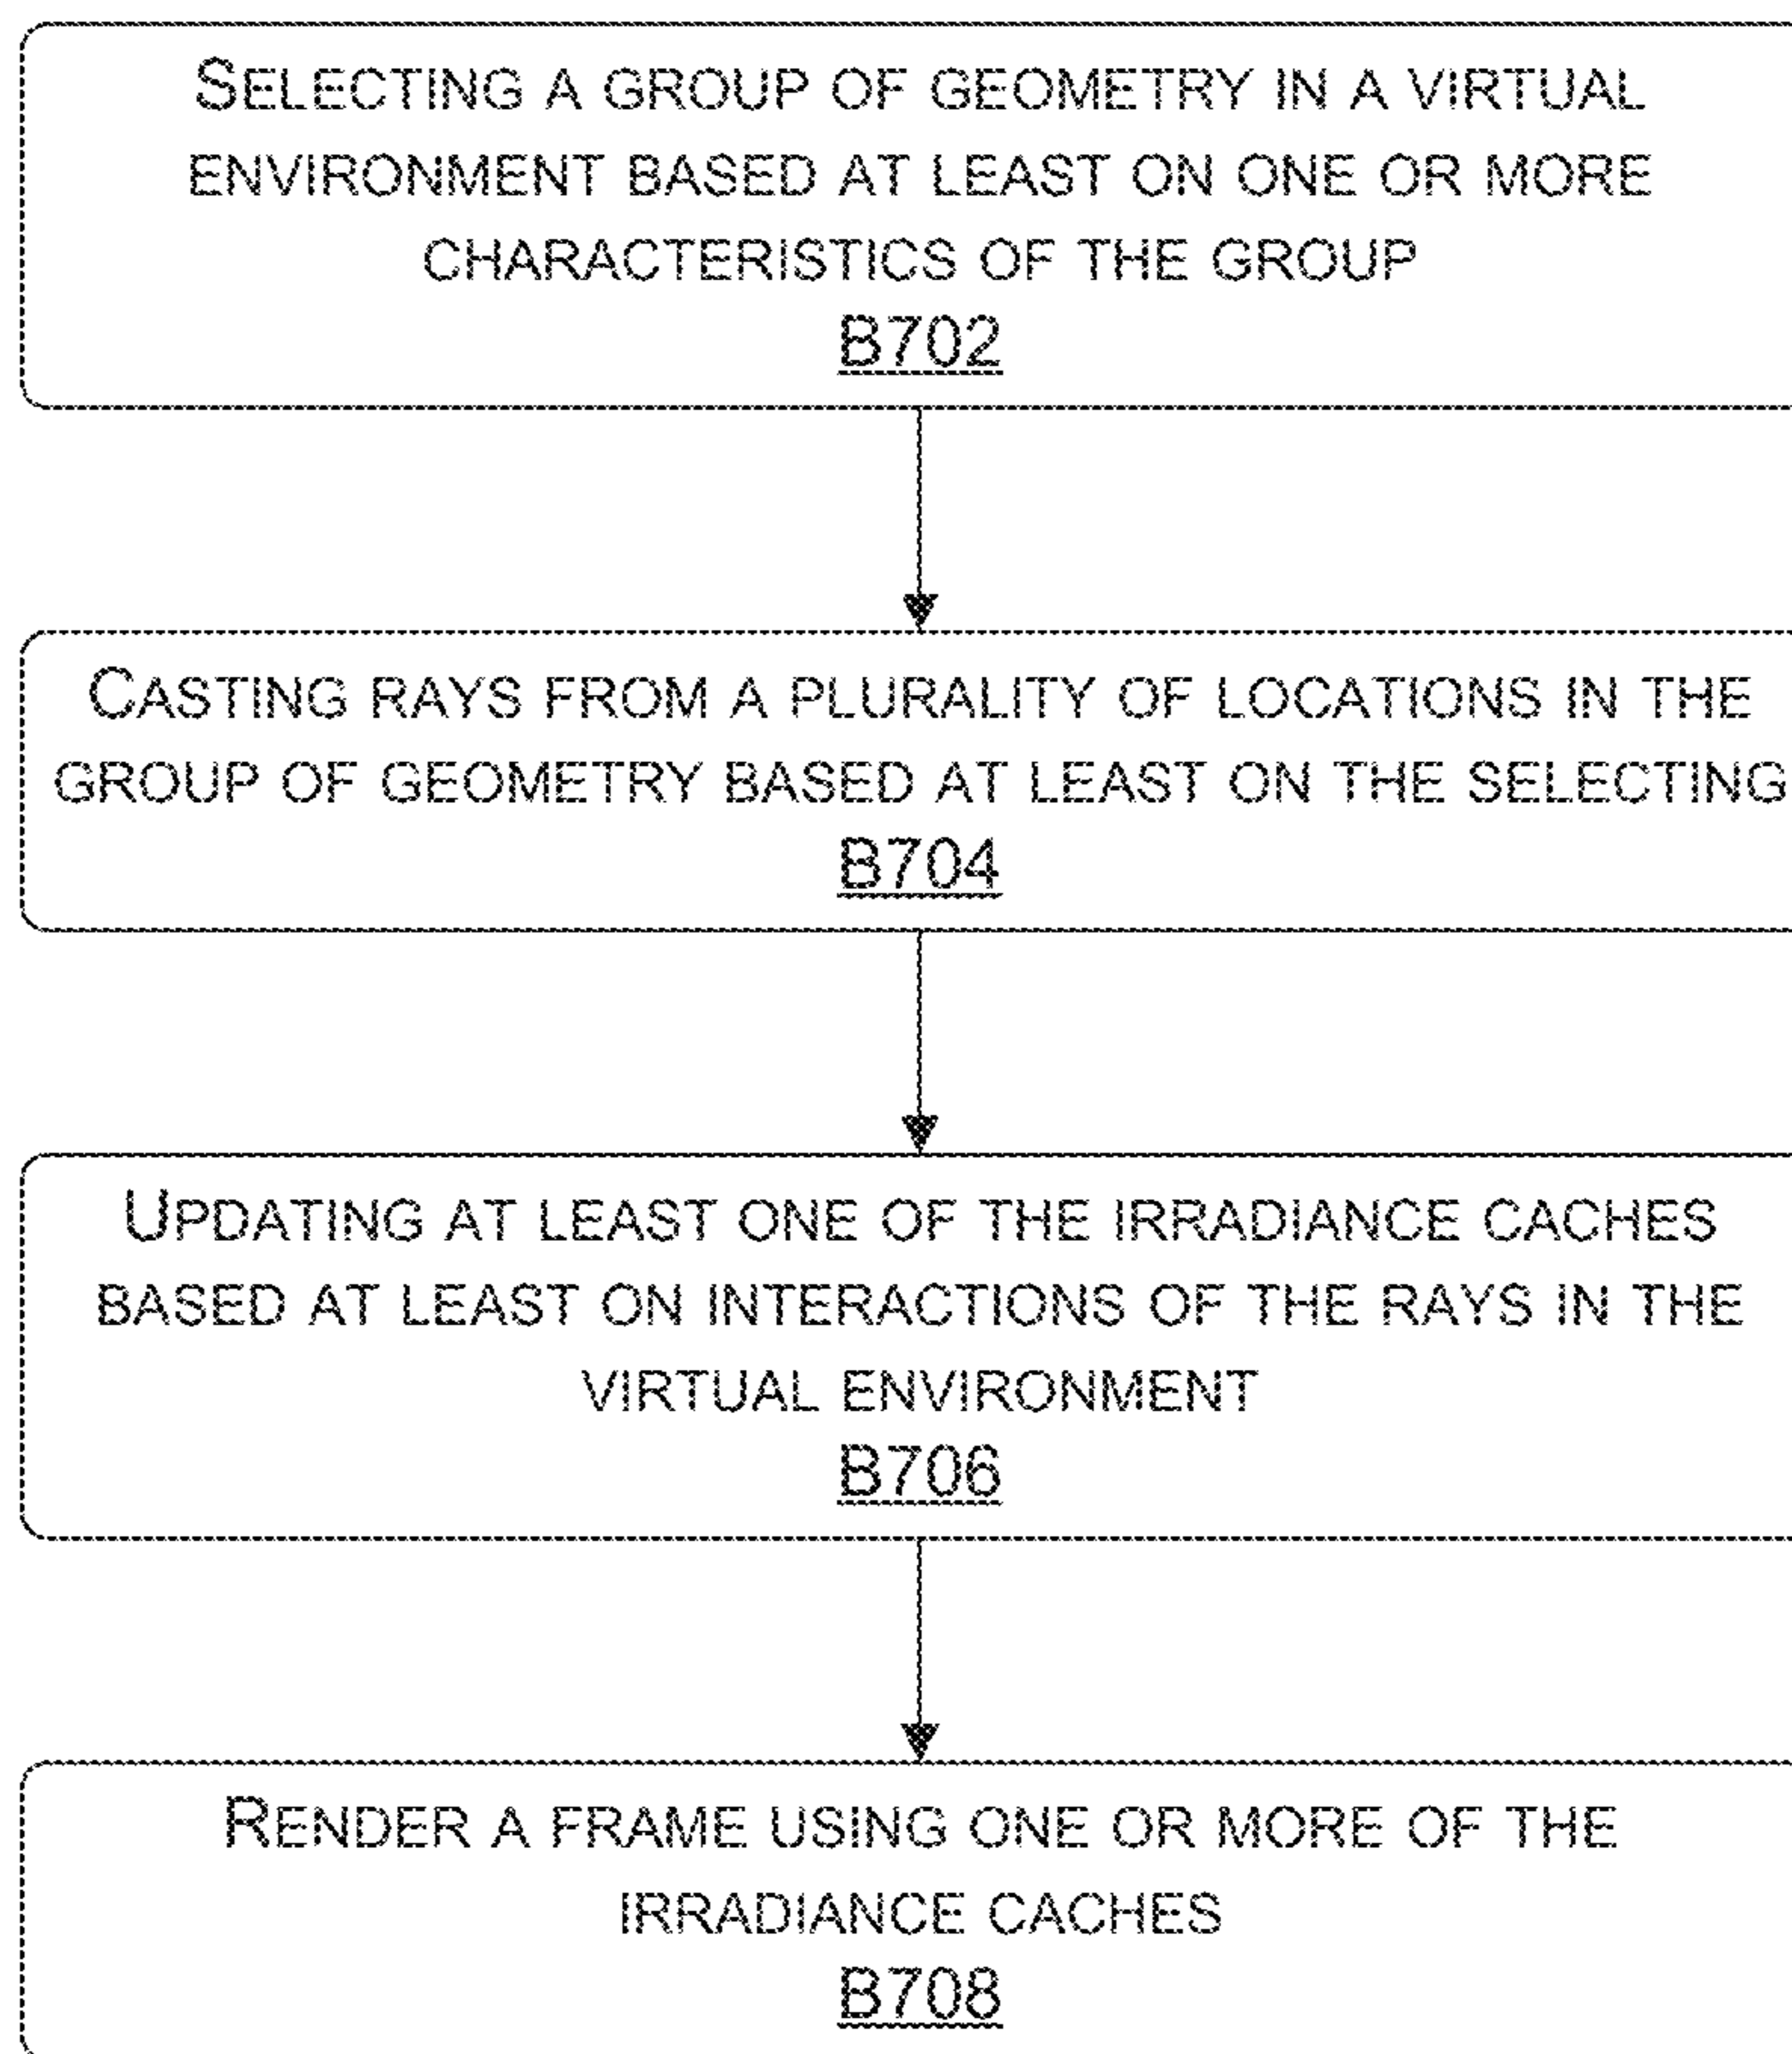 SELECTING A GROUP OF GEOMETRY IN A VIRTUAL
ENVIRONMENT BASED AT LEAST ON ONE OR MORE
CHARACTERISTICS OF THE GROUP
B702
CASTING RAYS FROM A PLURALITY OF LOCATIONS IN THE
GROUP OF GEOMETRY BASED AT LEAST ON THE SELECTING
B704
UPDATING AT LEAST ONE OF THE IRRADIANCE CACHES
BASED AT LEAST ON INTERACTIONS OF THE RAYS IN THE
VIRTUAL ENVIRONMENT
B706
RENDER A FRAME USING ONE OR MORE OF THE
IRRADIANCE CACHES
B708